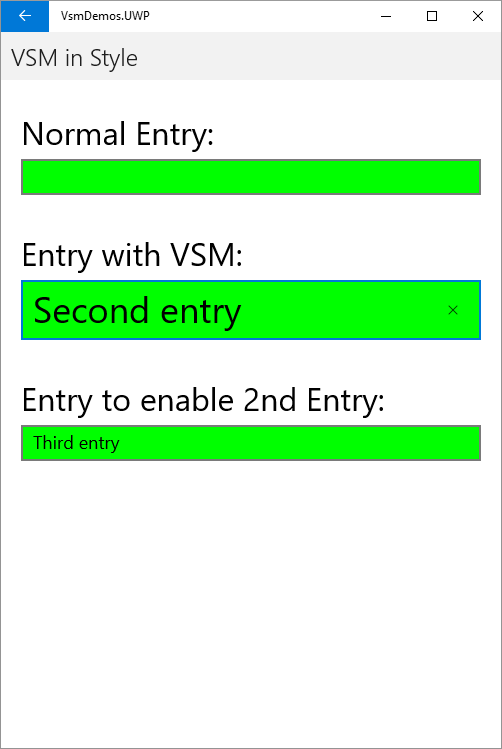 VsmDemos.UWP
VSM in Style
Normal Entry:
Entry with VSM:
Second entry
Entry to enable 2nd Entry:
Third entry